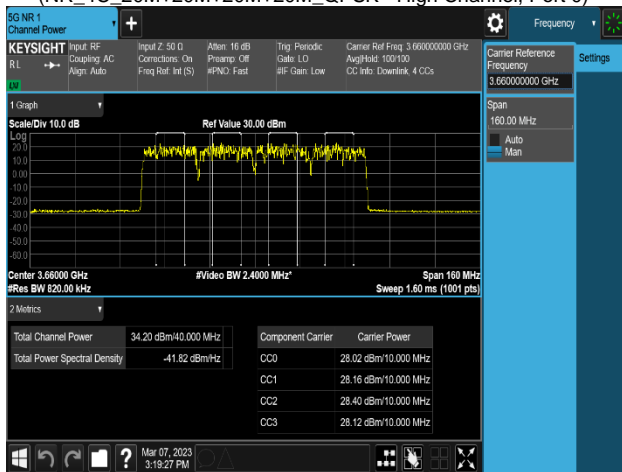 (NR_4C_20M+20M+20M+20M_QPSK - High Channel, Port 0)
5G NR 1
Channel Power
+
Frequency
KEYSIGHT
RL
Input: RF
Coupling: AC
Align: Auto
Input Z: 50 Ω
Corrections: On
Freq Ref: Int (S)
Atten: 16 dB
Preamp: Off
#PNO: Fast
Trig: Periodic
Gate: LO
#IF Gain: Low
Carrier Ref Freq: 3.660000000 GHz
Avg|Hold: 100/100
CC Info: Downlink, 4 CCs
Carrier Reference
Frequency
3.660000000 GHz
Settings
Span
160.00 MHz
Auto
Man
1 Graph
Scale/Div 10.0 dB
Ref Value 30.00 dBm
Log
20.0
10.0
0.00
-10.0
-20.0
-30.0
-40.0
-50.0
-60.0
Center 3.66000 GHz
#Video BW 2.4000 MHz*
Span 160 MHz
#Res BW 820.00 kHz
Sweep 1.60 ms (1001 pts)
2 Metrics
Total Channel Power 34.20 dBm/40.000 MHz
Total Power Spectral Density -41.82 dBm/Hz
Component Carrier Carrier Power
CC0 28.02 dBm/10.000 MHz
CC1 28.16 dBm/10.000 MHz
CC2 28.40 dBm/10.000 MHz
CC3 28.12 dBm/10.000 MHz
?
Mar 07, 2023
3:19:27 PM